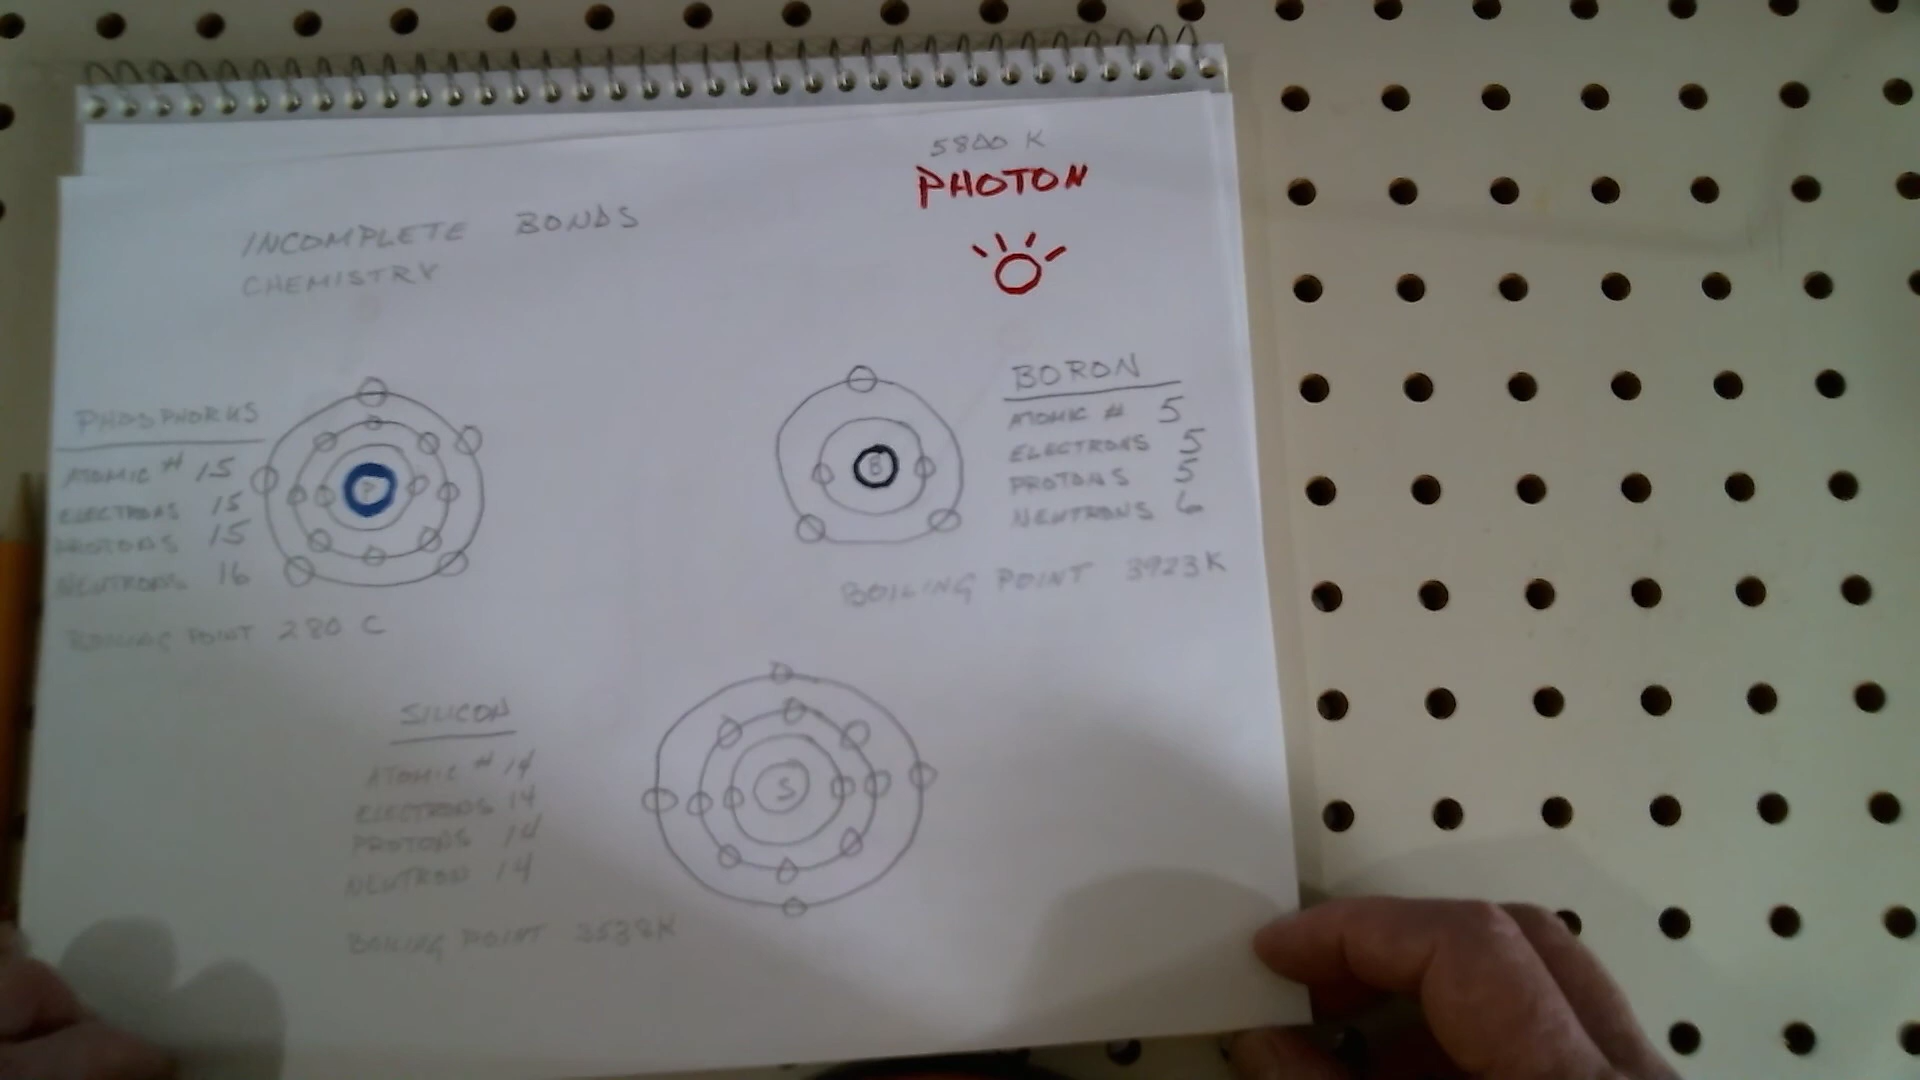 5800 K
PHOTON
INCOMPLETE BONDS
CHEMISTRY
PHOSPHORUS
ATOMIC # 15
ELECTRONS 15
PROTONS 15
NEUTRONS 16
BOILING POINT 280 C
P
B
BORON
ATOMIC # 5
ELECTRONS 5
PROTONS 5
NEUTRONS 6
BOILING POINT 3923K
SILICON
ATOMIC # 14
ELECTRONS 14
PROTONS 14
NEUTRON 14
BOILING POINT 3538K
S